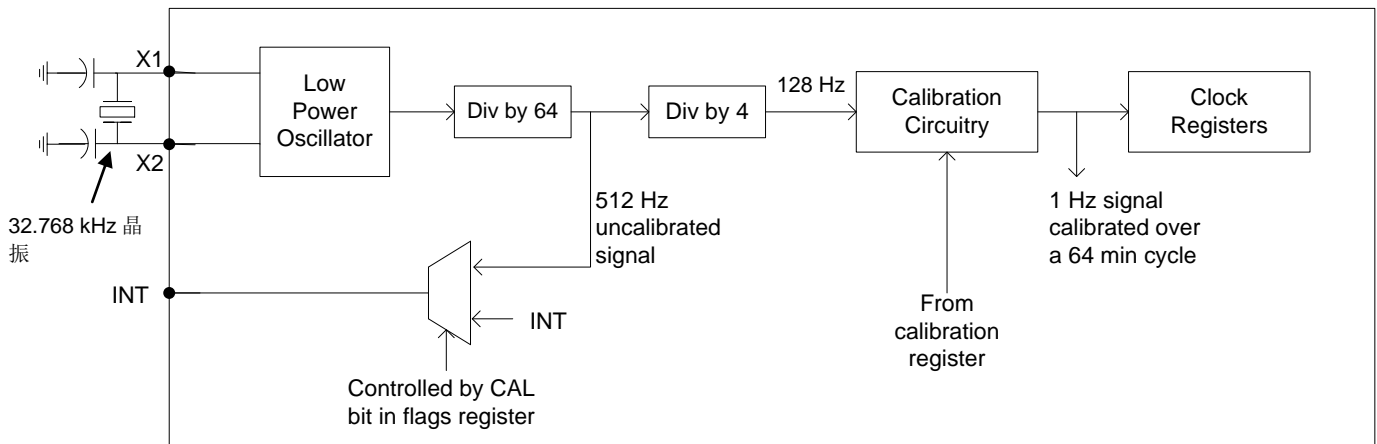 X1
X2
32.768 kHz 晶
振
Low
Power
Oscillator
Div by 64
Div by 4
128 Hz
Calibration
Circuitry
Clock
Registers
512 Hz
uncalibrated
signal
1 Hz signal
calibrated over
a 64 min cycle
INT
INT
From
calibration
register
Controlled by CAL
bit in flags register